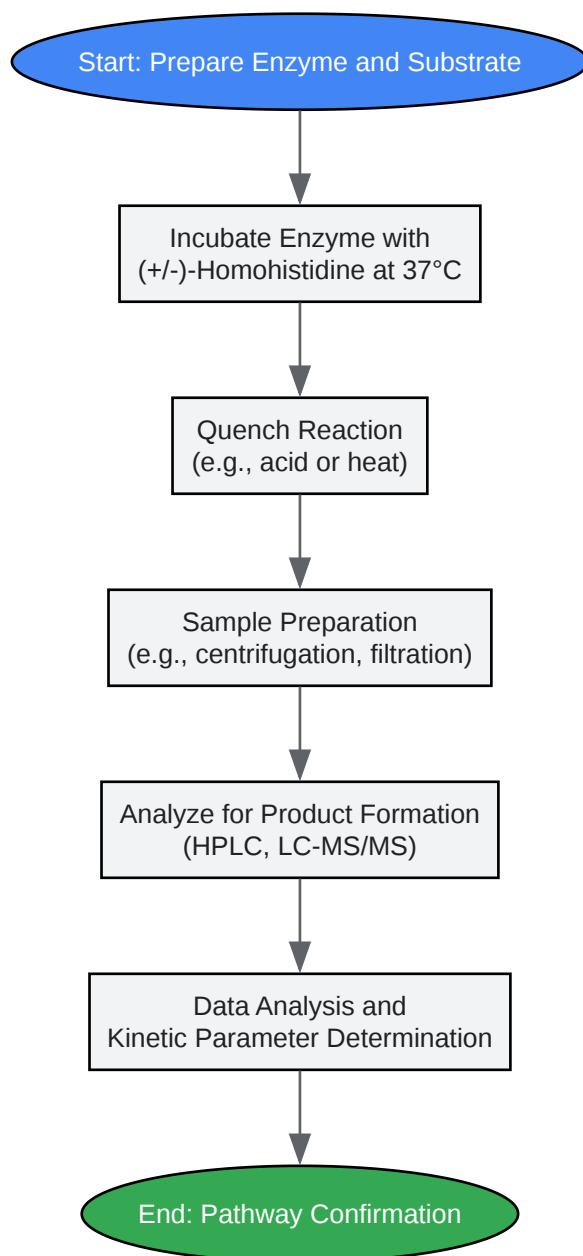 Start: Prepare Enzyme and Substrate
Incubate Enzyme with
(+/-)-Homohistidine at 37°C
Quench Reaction
(e.g., acid or heat)
Sample Preparation
(e.g., centrifugation, filtration)
Analyze for Product Formation
(HPLC, LC-MS/MS)
Data Analysis and
Kinetic Parameter Determination
End: Pathway Confirmation